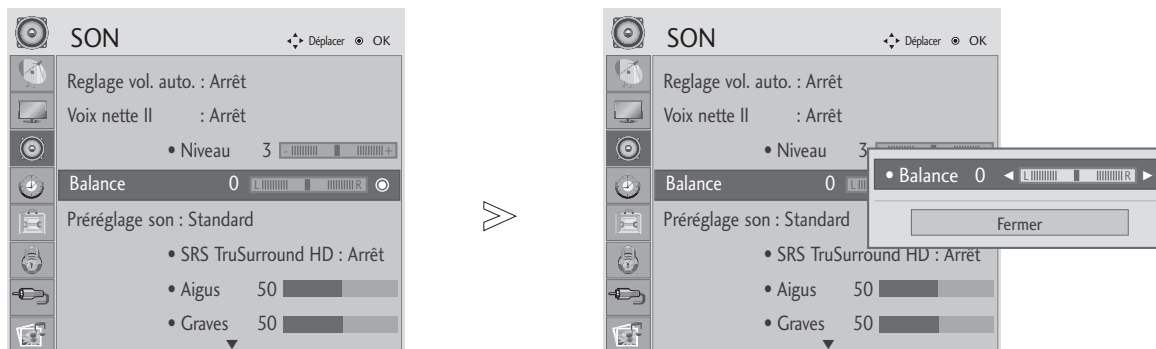 SON
Déplacer OK
Reglage vol. auto. : Arrêt
Voix nette II : Arrêt
• Niveau 3 - +
Balance 0 L R
Préréglage son : Standard
• SRS TruSurround HD : Arrêt
• Aigus 50
• Graves 50
SON
Déplacer OK
Reglage vol. auto. : Arrêt
Voix nette II : Arrêt
• Niveau 3
Balance 0 L
Préréglage son : Standard
• SRS TruSurround HD : Arrêt
• Aigus 50
• Graves 50
• Balance 0 ◄ L R ►
Fermer